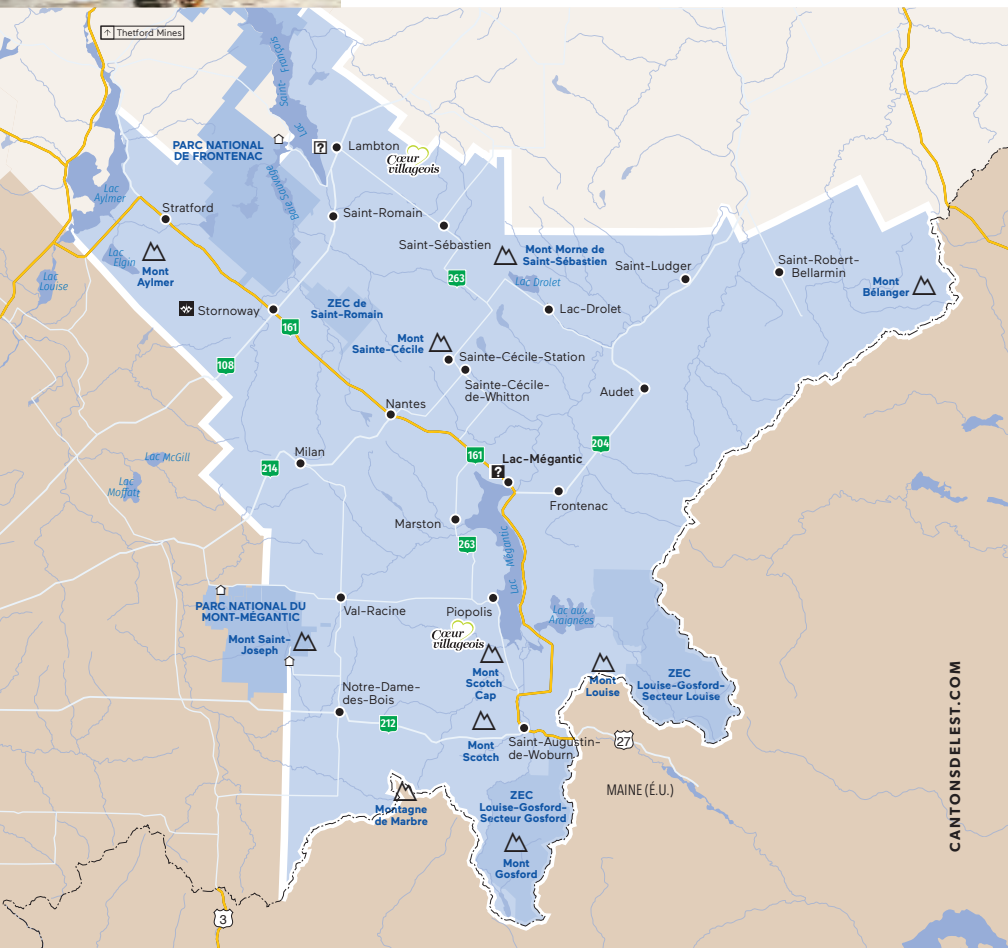 ↑ Thetford Mines
Lac Saint-François
PARC NATIONAL
DE FRONTENAC
?
Lambton
Cœur
villageois
Baie Sauvage
Lac
Aylmer
Stratford
Saint-Romain
Saint-Sébastien
Mont Morne de
Saint-Sébastien
Lac
Elgin
Mont
Aylmer
Lac
Louise
263
Lac Drolet
Saint-Ludger
Saint-Robert-
Bellarmin
Mont
Bélanger
Stornoway
161
ZEC de
Saint-Romain
Lac-Drolet
Mont
Sainte-Cécile
Sainte-Cécile-Station
Sainte-Cécile-
de-Whitton
108
Audet
Nantes
204
161
Lac-Mégantic
?
Milan
214
Lac McGill
Lac
Moffatt
Frontenac
Marston
263
Lac Mégantic
PARC NATIONAL DU
MONT-MÉGANTIC
Mont Saint-
Joseph
Val-Racine
Piopolis
Cœur
villageois
Lac aux
Araignées
Mont
Scotch
Cap
Mont
Louise
ZEC
Louise-Gosford-
Secteur Louise
Notre-Dame-
des-Bois
212
Mont
Scotch
Saint-Augustin-
de-Woburn
27
MAINE (É.U.)
Montagne
de Marbre
ZEC
Louise-Gosford-
Secteur Gosford
Mont
Gosford
3
CANTONSDELEST.COM